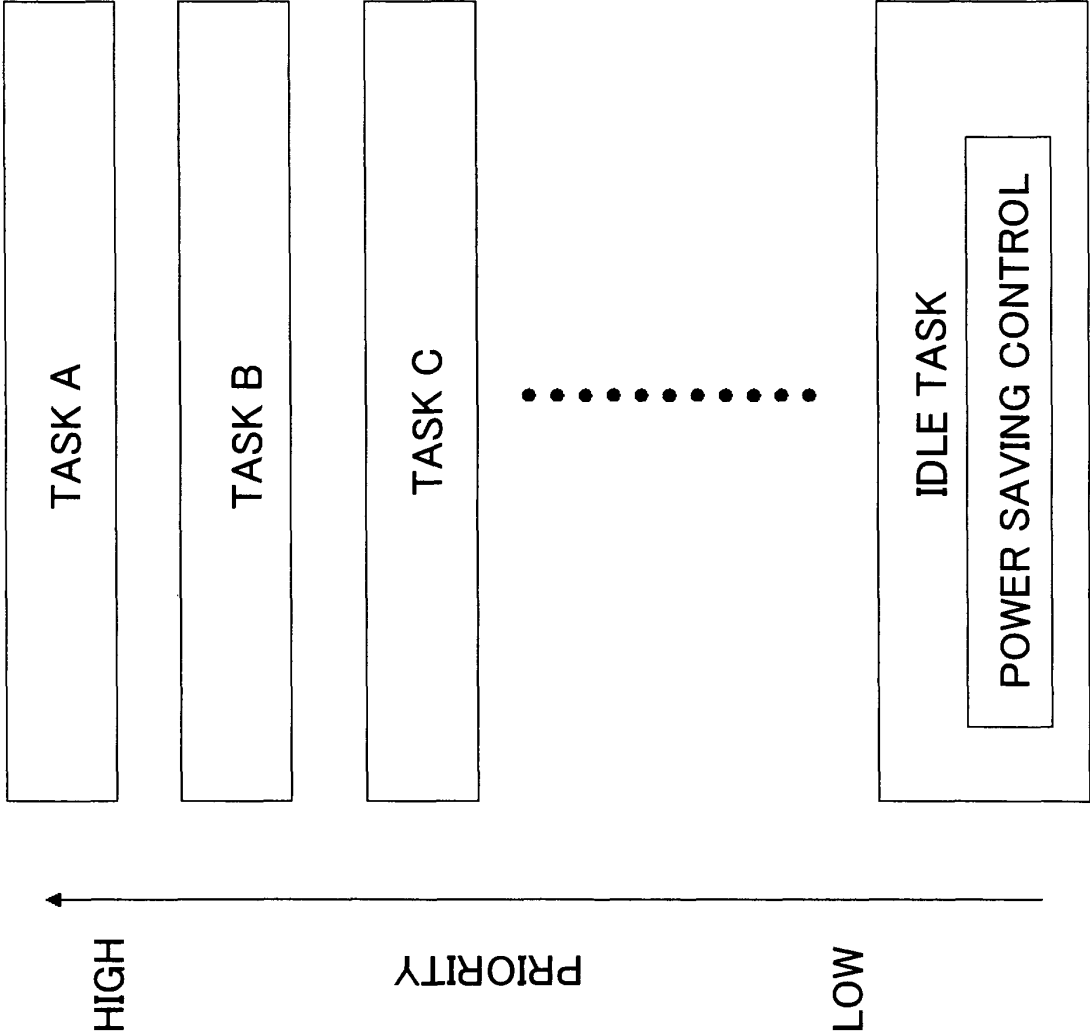 HIGH
PRIORITY
LOW
TASK A
TASK B
TASK C
IDLE TASK
POWER SAVING CONTROL